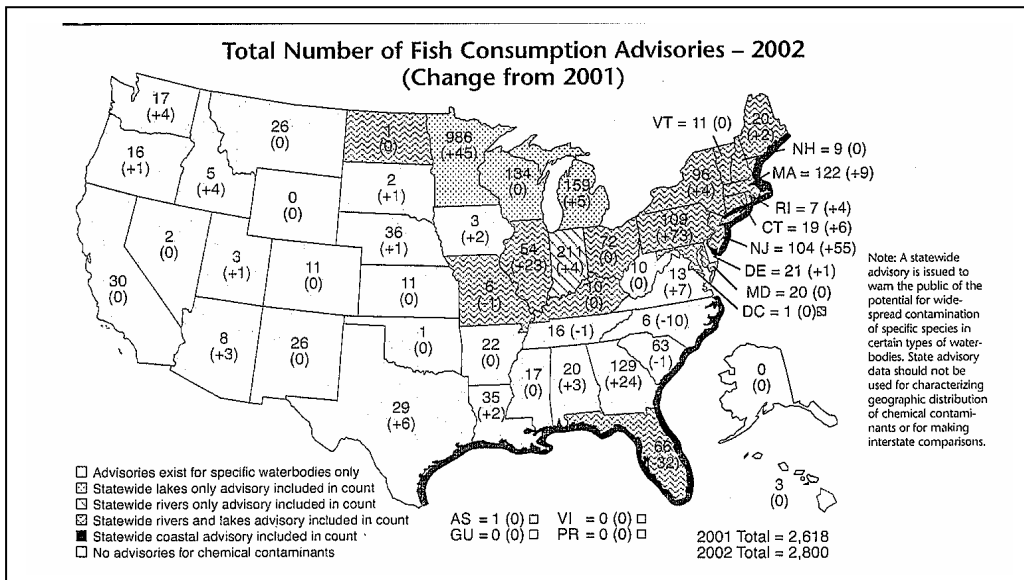 Total Number of Fish Consumption Advisories – 2002
(Change from 2001)
17
(+4)
16
(+1)
5
(+4)
26
(0)
0
(0)
1
(0)
2
(+1)
36
(+1)
986
(+45)
134
(0)
159
(+5)
3
(+2)
2
(0)
3
(+1)
11
(0)
11
(0)
30
(0)
8
(+3)
26
(0)
1
(0)
29
(+6)
6
(-1)
54
(+23)
211
(+4)
72
(0)
10
(0)
10
(0)
13
(+7)
22
(0)
35
(+2)
16 (-1)
6 (-10)
63
(-1)
17
(0)
20
(+3)
129
(+24)
96
(+4)
109
(+73)
20
(+2)
VT = 11 (0)
NH = 9 (0)
MA = 122 (+9)
RI = 7 (+4)
CT = 19 (+6)
NJ = 104 (+55)
DE = 21 (+1)
MD = 20 (0)
DC = 1 (0)
0
(0)
3
(0)
Note: A statewide
advisory is issued to
warn the public of the
potential for wide-
spread contamination
of specific species in
certain types of water-
bodies. State advisory
data should not be
used for characterizing
geographic distribution
of chemical contami-
nants or for making
interstate comparisons.
Advisories exist for specific waterbodies only
Statewide lakes only advisory included in count
Statewide rivers only advisory included in count
Statewide rivers and lakes advisory included in count
Statewide coastal advisory included in count
No advisories for chemical contaminants
AS = 1 (0) VI = 0 (0)
GU = 0 (0) PR = 0 (0)
2001 Total = 2,618
2002 Total = 2,800